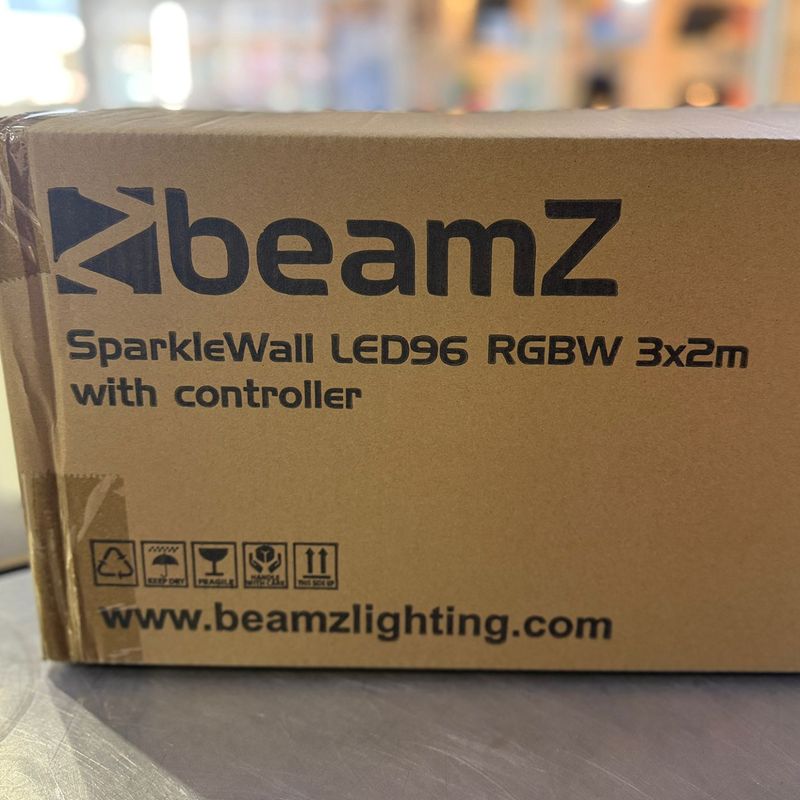 beamZ
SparkleWall LED96 RGBW 3x2m
with controller
KEEP DRY
FRAGILE
HANDLE
WITH CARE
THIS SIDE UP
www.beamzlighting.com